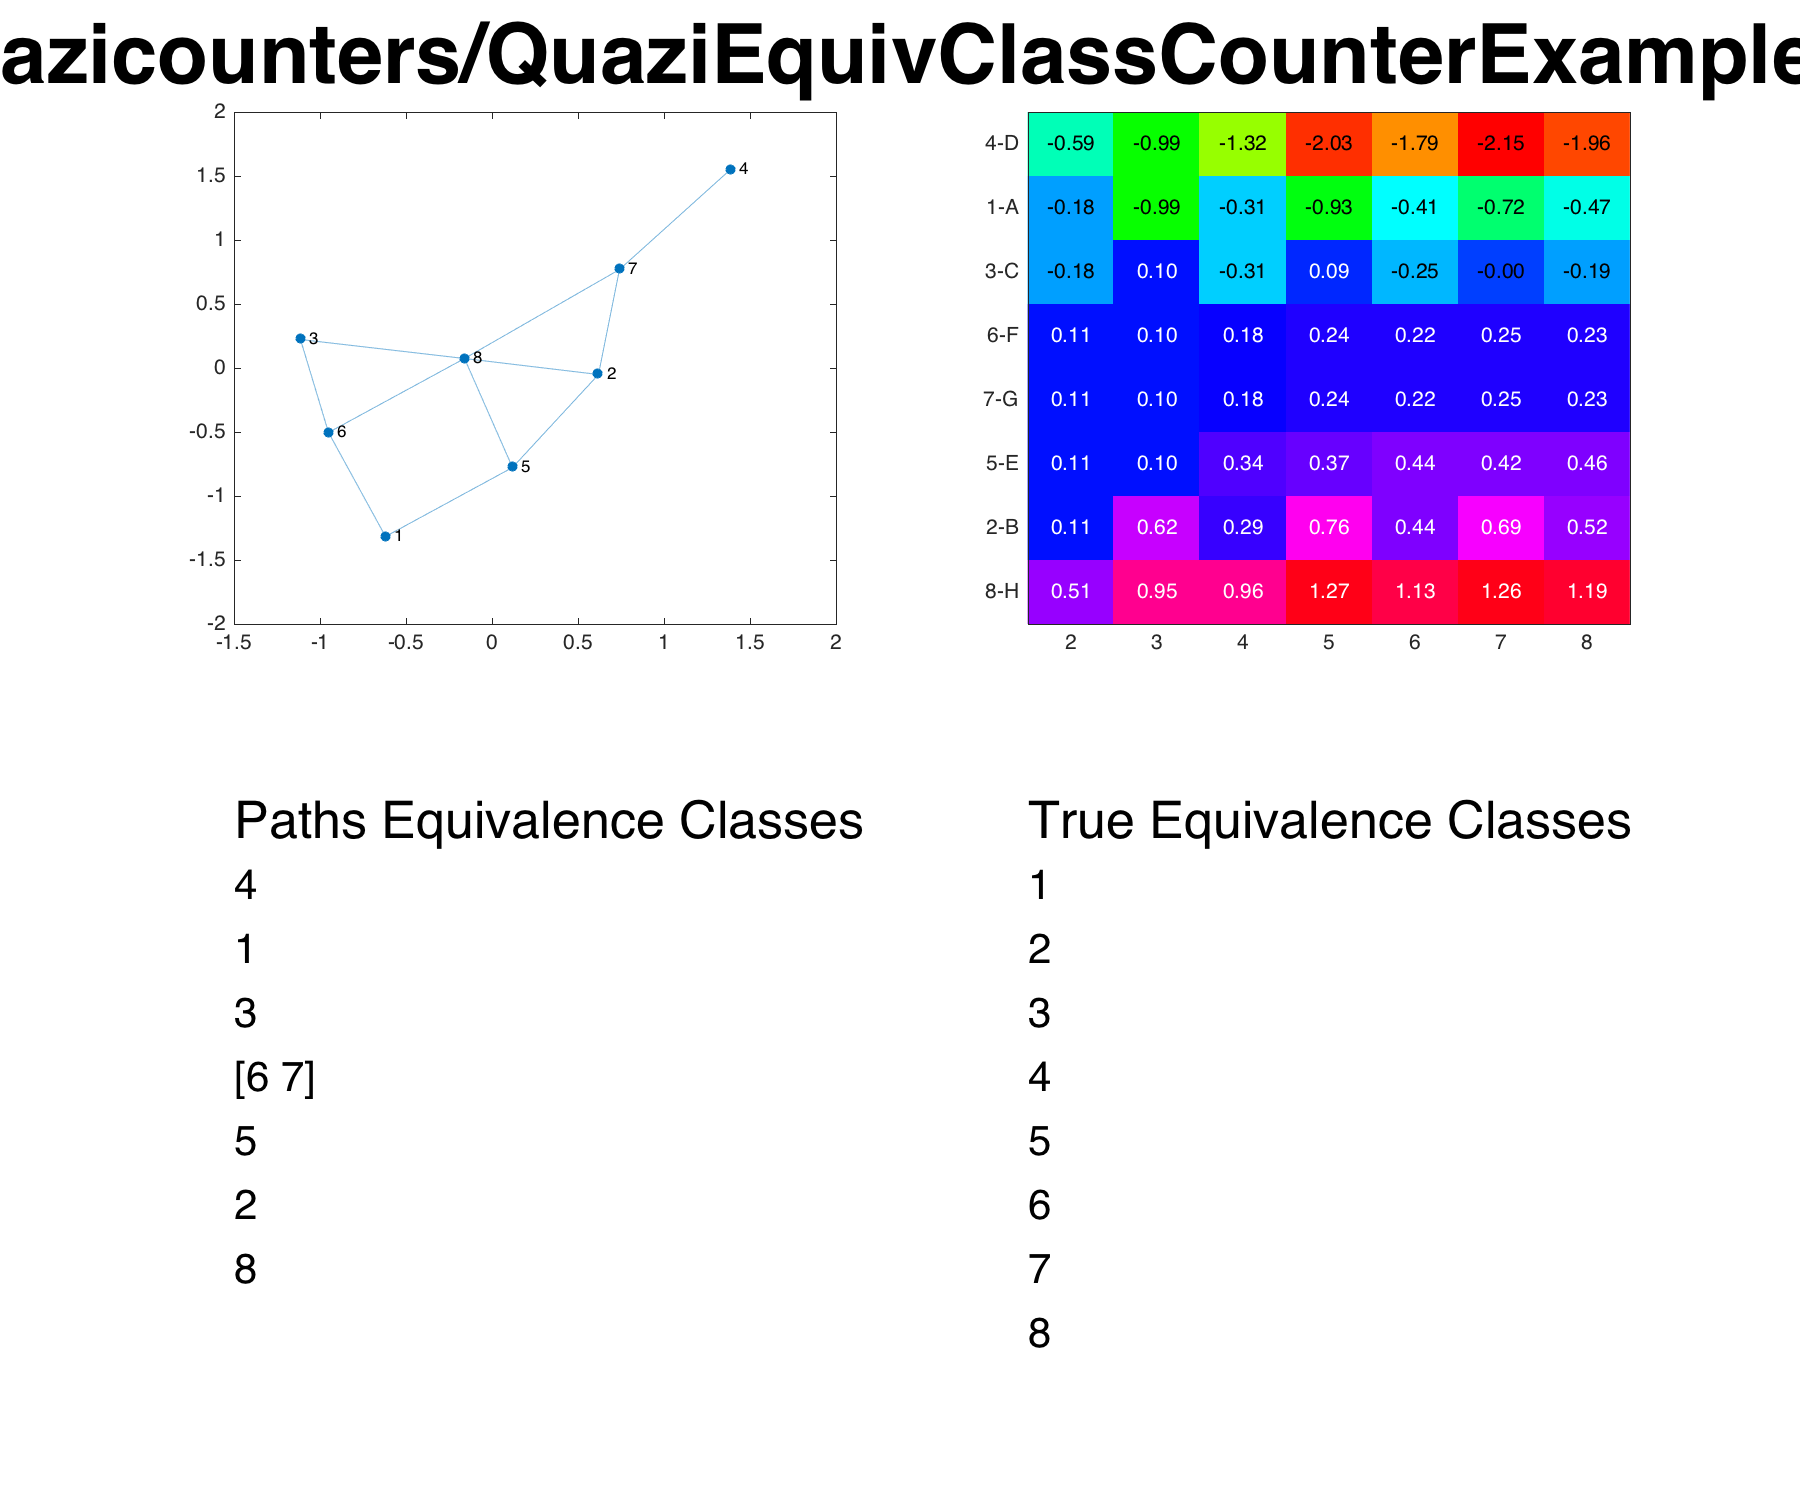 azicounters/QuaziEquivClassCounterExample
2
1.5
1
0.5
0
-0.5
-1
-1.5
-2
-1.5 -1 -0.5 0 0.5 1 1.5 2
4
7
3
8
2
6
5
1
4-D -0.59 -0.99 -1.32 -2.03 -1.79 -2.15 -1.96
1-A -0.18 -0.99 -0.31 -0.93 -0.41 -0.72 -0.47
3-C -0.18 0.10 -0.31 0.09 -0.25 -0.00 -0.19
6-F 0.11 0.10 0.18 0.24 0.22 0.25 0.23
7-G 0.11 0.10 0.18 0.24 0.22 0.25 0.23
5-E 0.11 0.10 0.34 0.37 0.44 0.42 0.46
2-B 0.11 0.62 0.29 0.76 0.44 0.69 0.52
8-H 0.51 0.95 0.96 1.27 1.13 1.26 1.19
2 3 4 5 6 7 8
Paths Equivalence Classes
4
1
3
[6 7]
5
2
8
True Equivalence Classes
1
2
3
4
5
6
7
8